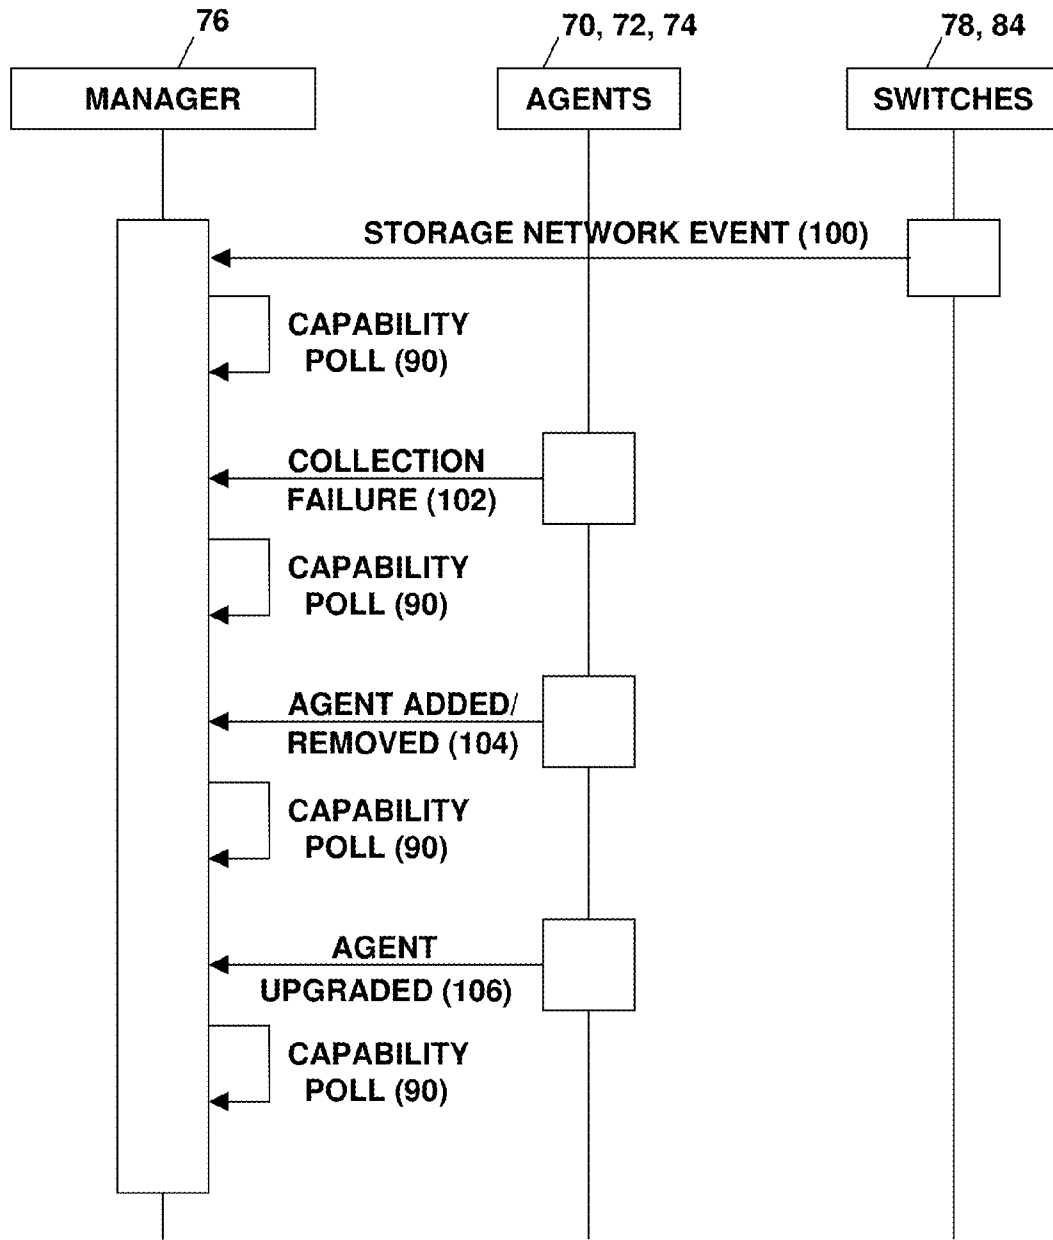 76
70, 72, 74
78, 84
MANAGER
AGENTS
SWITCHES
STORAGE NETWORK EVENT (100)
CAPABILITY
POLL (90)
COLLECTION
FAILURE (102)
CAPABILITY
POLL (90)
AGENT ADDED/
REMOVED (104)
CAPABILITY
POLL (90)
AGENT
UPGRADED (106)
CAPABILITY
POLL (90)